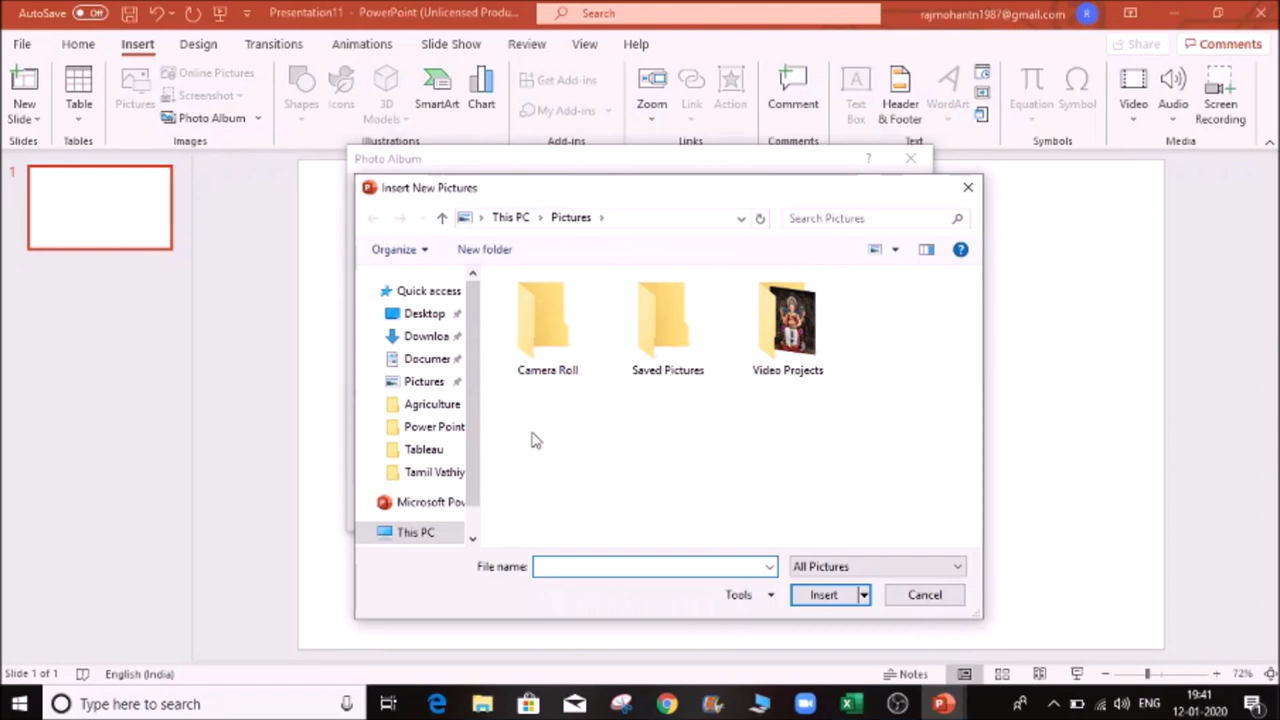 AutoSave Off Presentation11 - PowerPoint (Unlicensed Produ... Search rajmohantn1987@gmail.com R
File Home Insert Design Transitions Animations Slide Show Review View Help Share Comments
New Slide
Table
Pictures
Online Pictures
Screenshot
Photo Album
Shapes
Icons
3D Models
SmartArt
Chart
Get Add-ins
My Add-ins
Zoom
Link
Action
Comment
Text Box
Header & Footer
WordArt
Equation
Symbol
Video
Audio
Screen Recording
Slides Tables Images Illustrations Add-ins Links Comments Text Symbols Media
1
Photo Album ?
Insert New Pictures
This PC Pictures Search Pictures
Organize New folder ?
Quick access
Desktop
Downloa
Documer
Pictures
Agriculture
Power Point
Tableau
Tamil Vathiy
Microsoft Pov
This PC
Camera Roll Saved Pictures Video Projects
File name: All Pictures
Tools Insert Cancel
Slide 1 of 1 English (India) Notes 72%
Type here to search ENG 19:41
12-01-2020 1